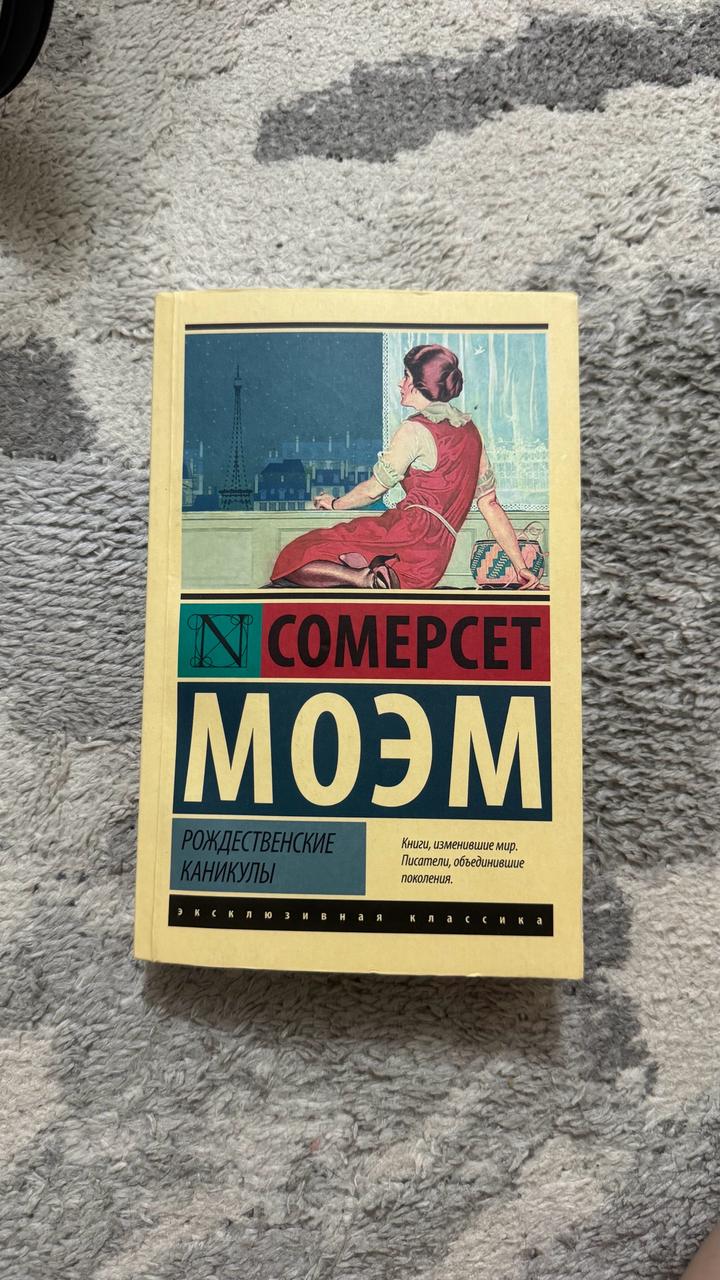 N СОМЕРСЕТ
МОЭМ
РОЖДЕСТВЕНСКИЕ
КАНИКУЛЫ
Книги, изменившие мир.
Писатели, объединившие
поколения.
эксклюзивная классика